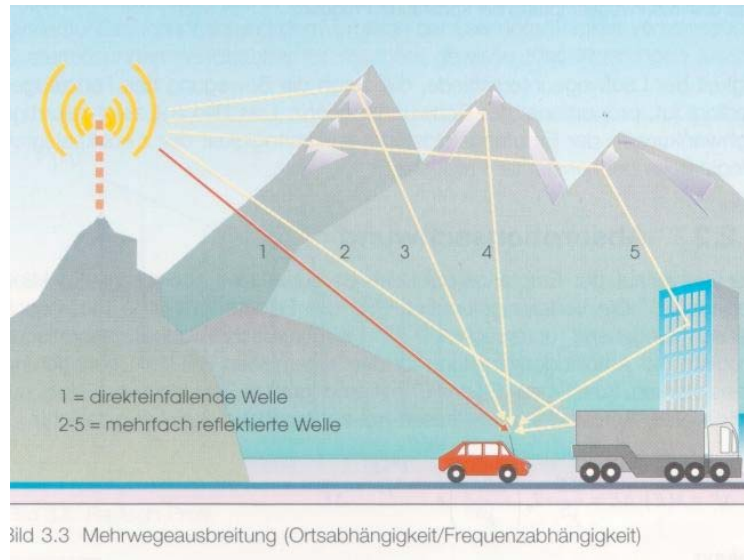 1 2 3 4 5
1 = direkteinfallende Welle
2-5 = mehrfach reflektierte Welle
Bild 3.3 Mehrwegeausbreitung (Ortsabhängigkeit/Frequenzabhängigkeit)